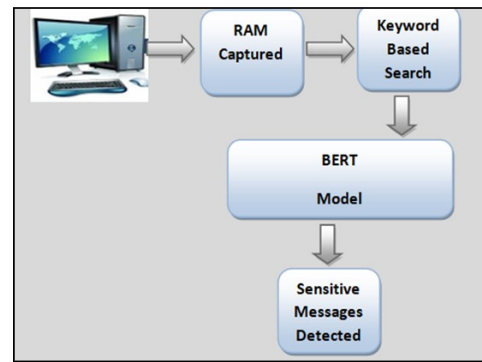 RAM
Captured
Keyword
Based
Search
BERT
Model
Sensitive
Messages
Detected